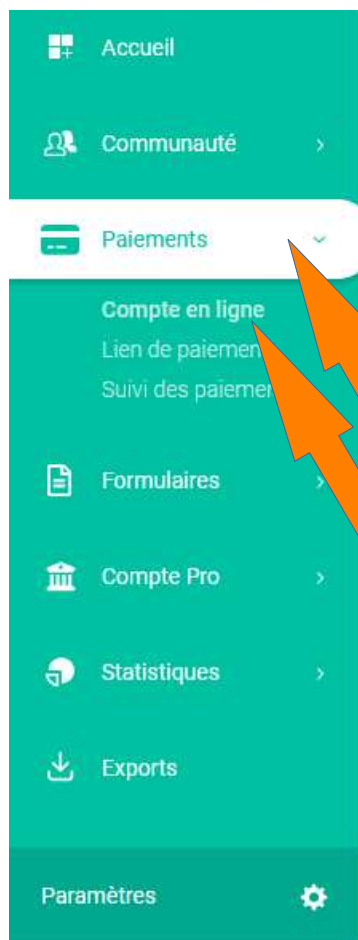 Accueil
Communauté
Paiements
Compte en ligne
Lien de
Suivi des
Formulaires
Compte Pro
Statistiques
Exports
Paramètres